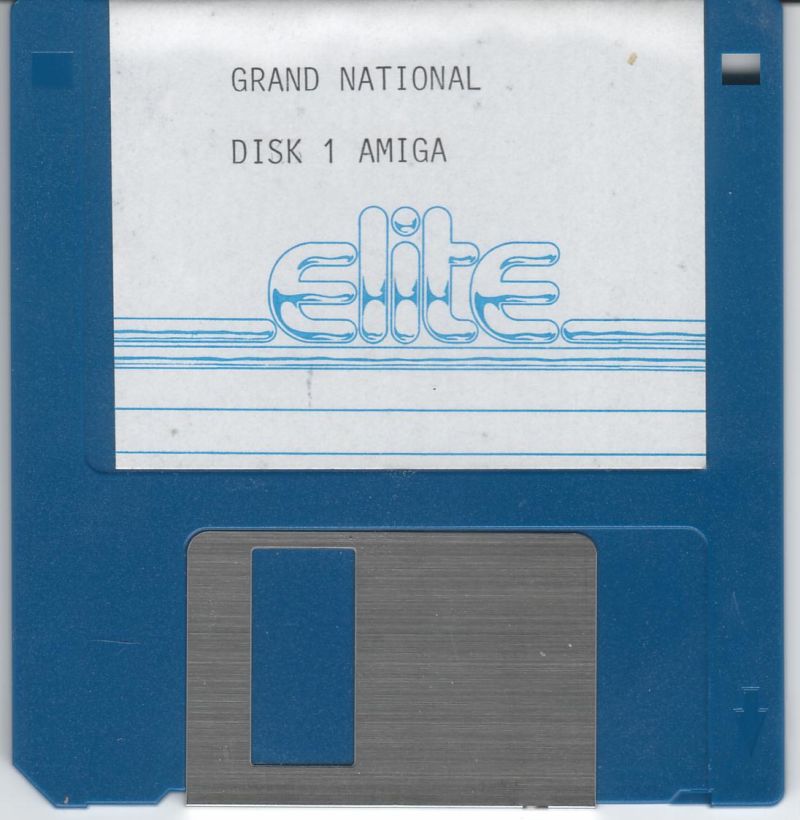 GRAND NATIONAL
DISK 1 AMIGA
elite